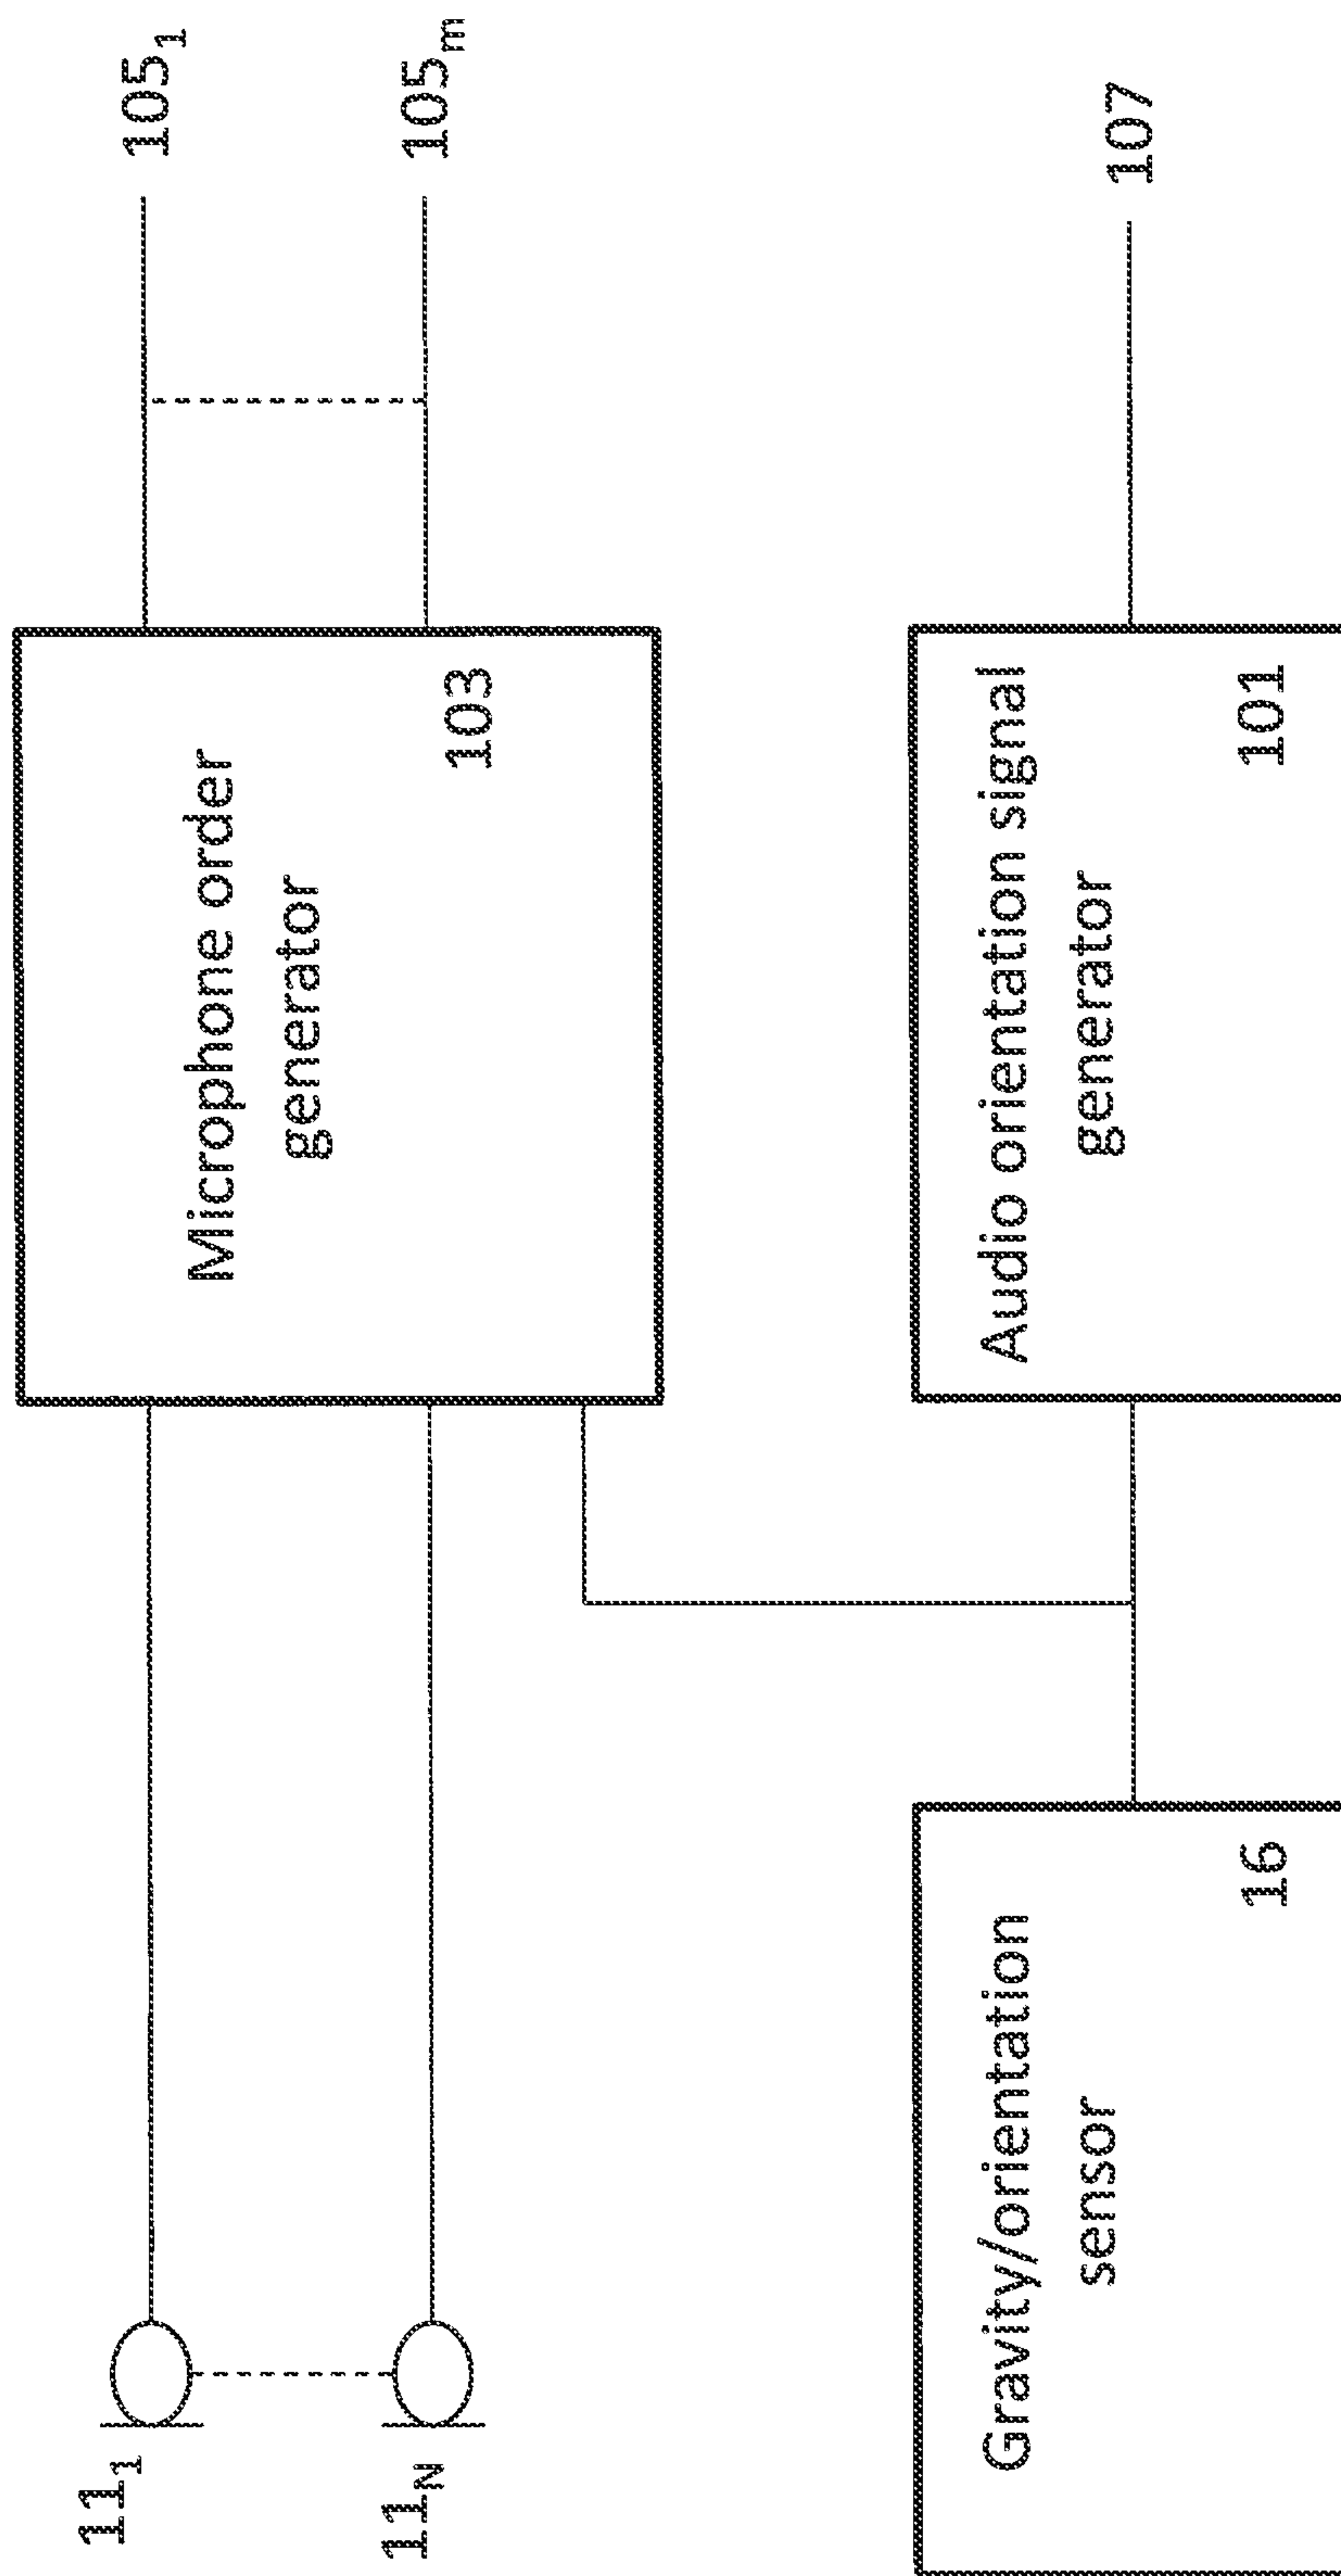 11₁
11ₙ
Microphone order
generator
103
105₁
105ₘ
Gravity/orientation
sensor
16
Audio orientation signal
generator
101
107